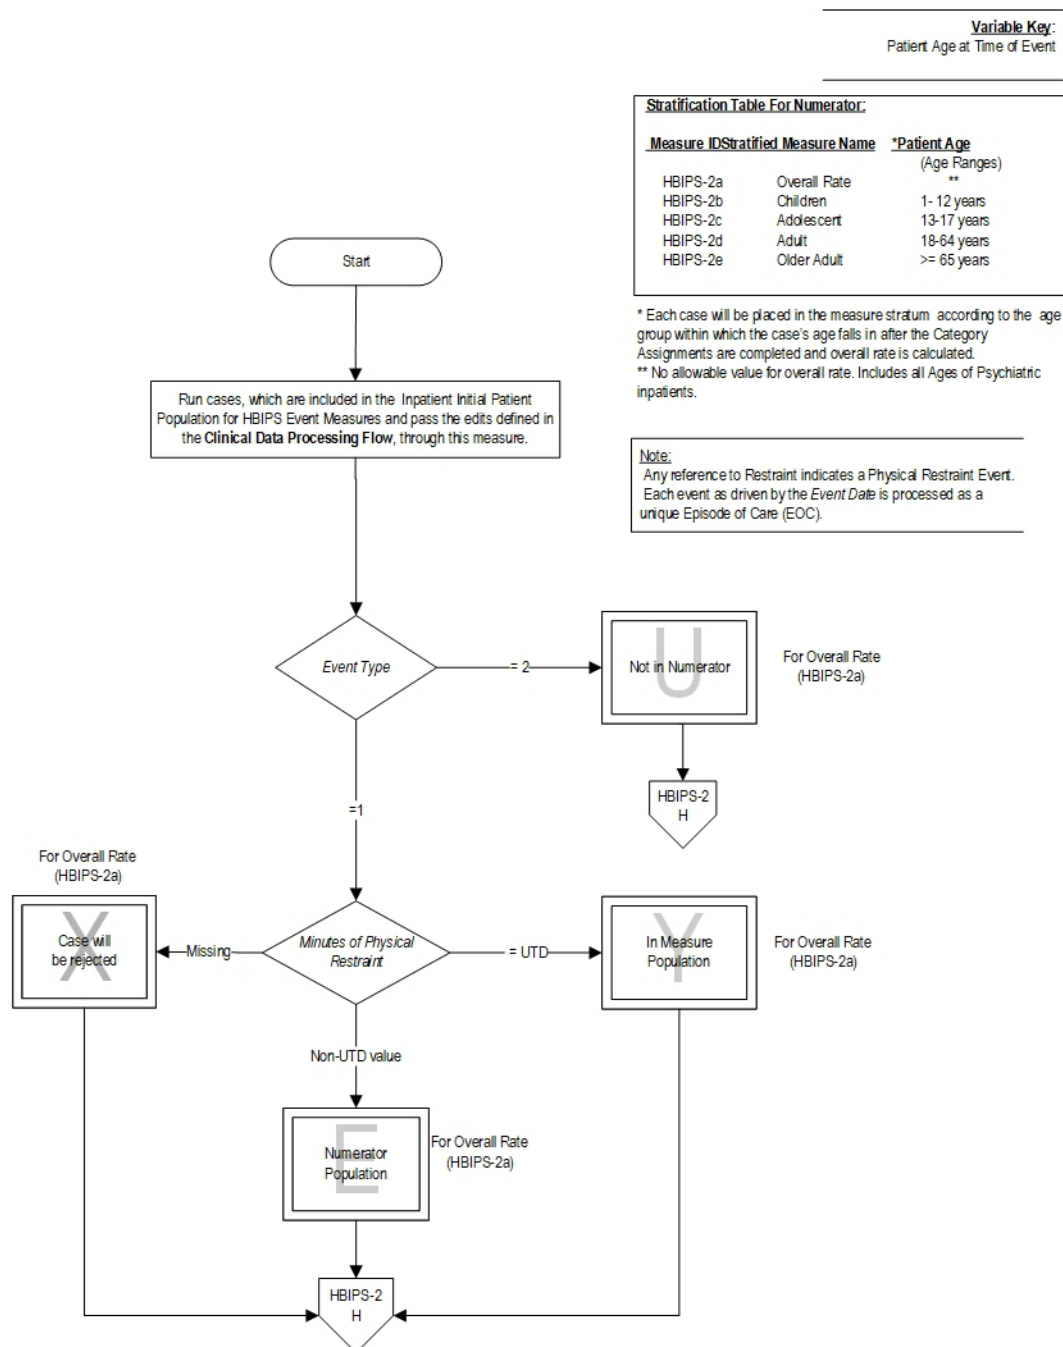 Variable Key:
Patient Age at Time of Event
Stratification Table For Numerator:
Measure IDStratified Measure Name *Patient Age
(Age Ranges)
HBIPS-2a Overall Rate **
HBIPS-2b Children 1- 12 years
HBIPS-2c Adolescent 13-17 years
HBIPS-2d Adult 18-64 years
HBIPS-2e Older Adult >= 65 years
* Each case will be placed in the measure stratum according to the age
group within which the case's age falls in after the Category
Assignments are completed and overall rate is calculated.
** No allowable value for overall rate. Includes all Ages of Psychiatric
inpatients.
Note:
Any reference to Restraint indicates a Physical Restraint Event.
Each event as driven by the Event Date is processed as a
unique Episode of Care (EOC).
Start
Run cases, which are included in the Inpatient Initial Patient
Population for HBIPS Event Measures and pass the edits defined in
the Clinical Data Processing Flow, through this measure.
Event Type
= 2
U
Not in Numerator
For Overall Rate
(HBIPS-2a)
HBIPS-2
H
=1
For Overall Rate
(HBIPS-2a)
X
Case will
be rejected
Missing
Minutes of Physical
Restraint
= UTD
Y
In Measure
Population
For Overall Rate
(HBIPS-2a)
Non-UTD value
E
Numerator
Population
For Overall Rate
(HBIPS-2a)
HBIPS-2
H